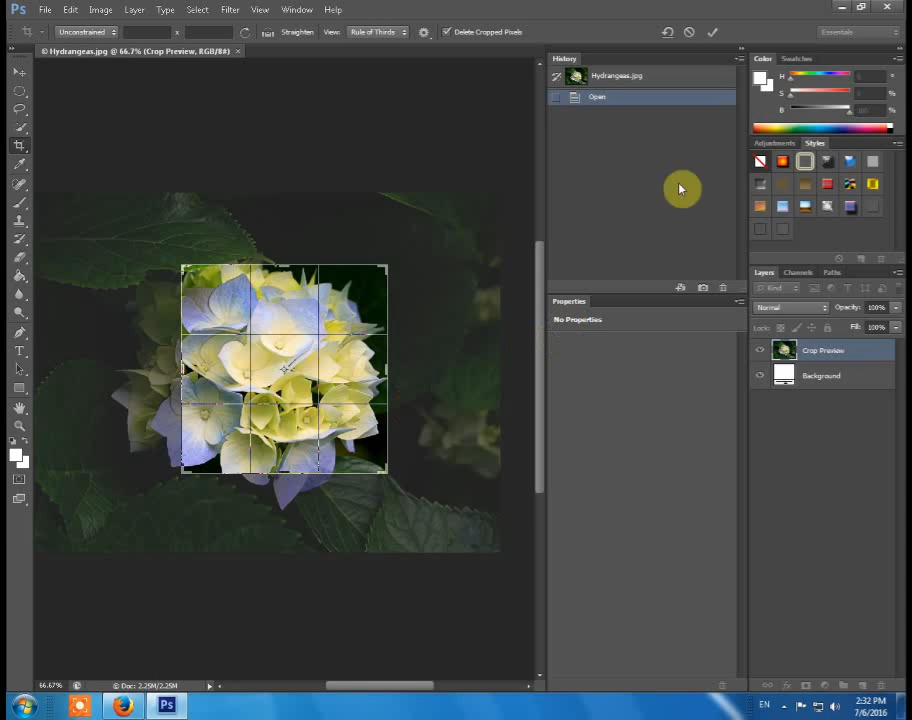 Ps File Edit Image Layer Type Select Filter View Window Help
Unconstrained x Straighten View: Rule of Thirds Delete Cropped Pixels Essentials
© Hydrangeas.jpg @ 66.7% (Crop Preview, RGB/8#) ×
History
Hydrangeas.jpg
Open
Properties
No Properties
Color Swatches
H °
S %
B %
Adjustments Styles
Layers Channels Paths
Kind
Normal Opacity: 100%
Lock: Fill: 100%
Crop Preview
Background
66.67% Doc: 2.25M/2.25M
Ps EN 2:32 PM
7/6/2016